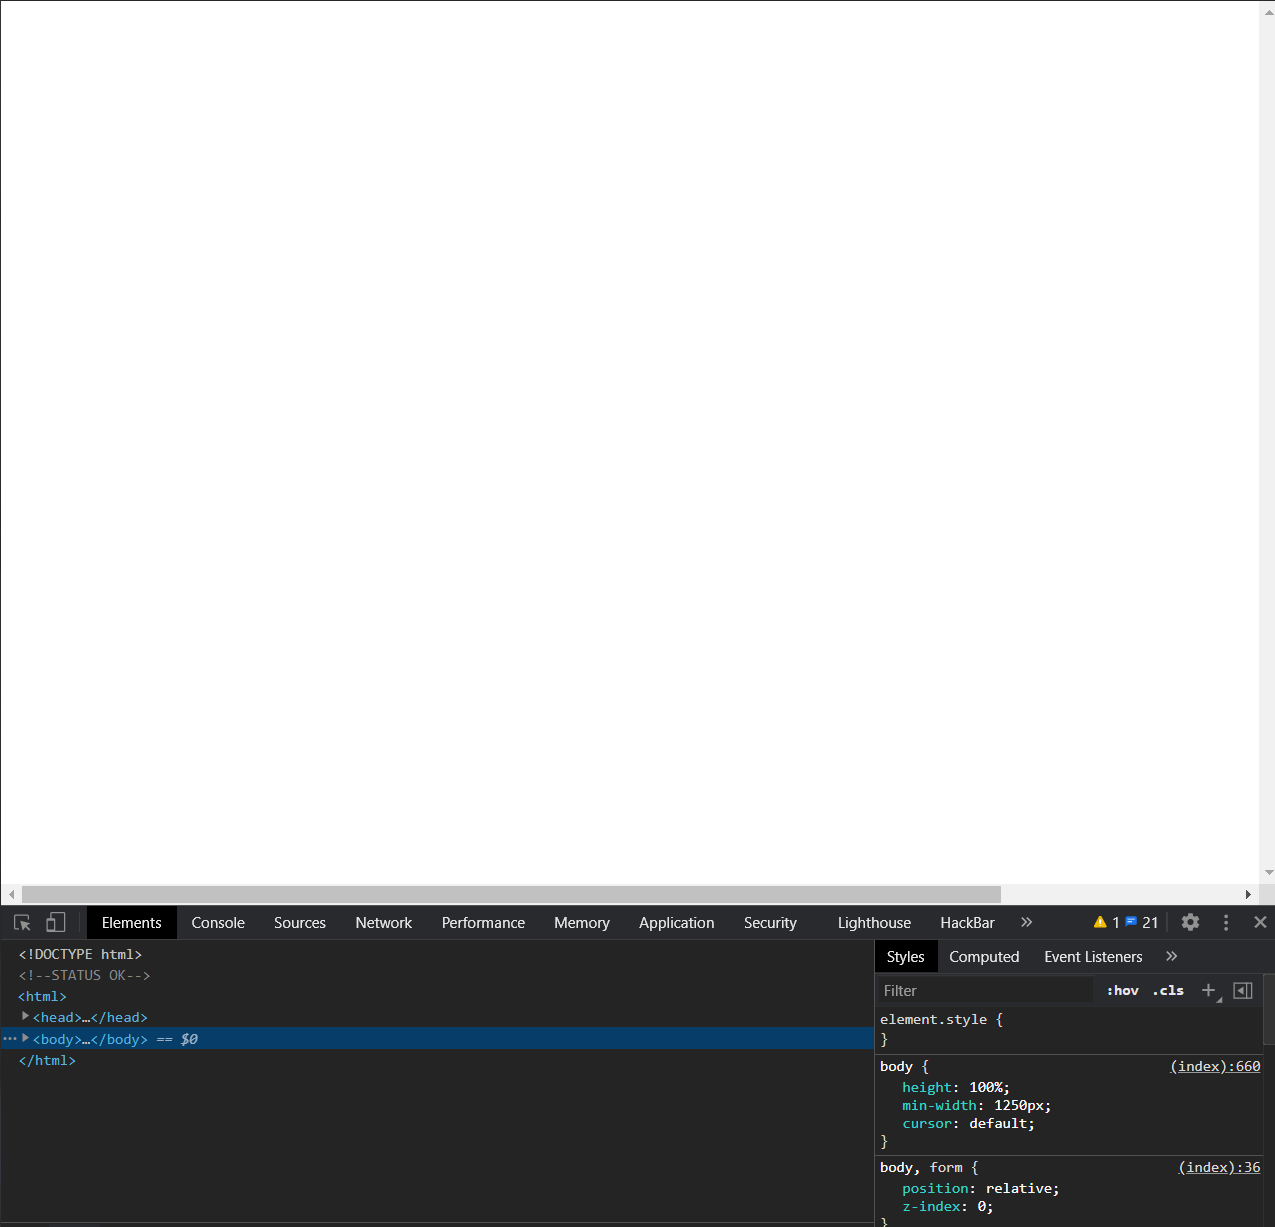 Elements Console Sources Network Performance Memory Application Security Lighthouse HackBar » 1 21
<!DOCTYPE html>
<!--STATUS OK-->
<html>
<head>…</head>
<body>…</body> == $0
</html>
Styles Computed Event Listeners »
Filter :hov .cls +
element.style {
}
body { (index):660
height: 100%;
min-width: 1250px;
cursor: default;
}
body, form { (index):36
position: relative;
z-index: 0;
}